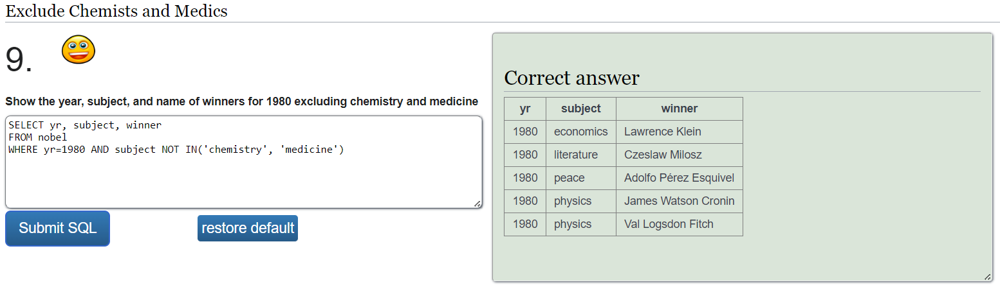 Exclude Chemists and Medics
9.
Show the year, subject, and name of winners for 1980 excluding chemistry and medicine
SELECT yr, subject, winner
FROM nobel
WHERE yr=1980 AND subject NOT IN('chemistry', 'medicine')
Submit SQL
restore default
Correct answer
yr subject winner
1980 economics Lawrence Klein
1980 literature Czeslaw Milosz
1980 peace Adolfo Pérez Esquivel
1980 physics James Watson Cronin
1980 physics Val Logsdon Fitch